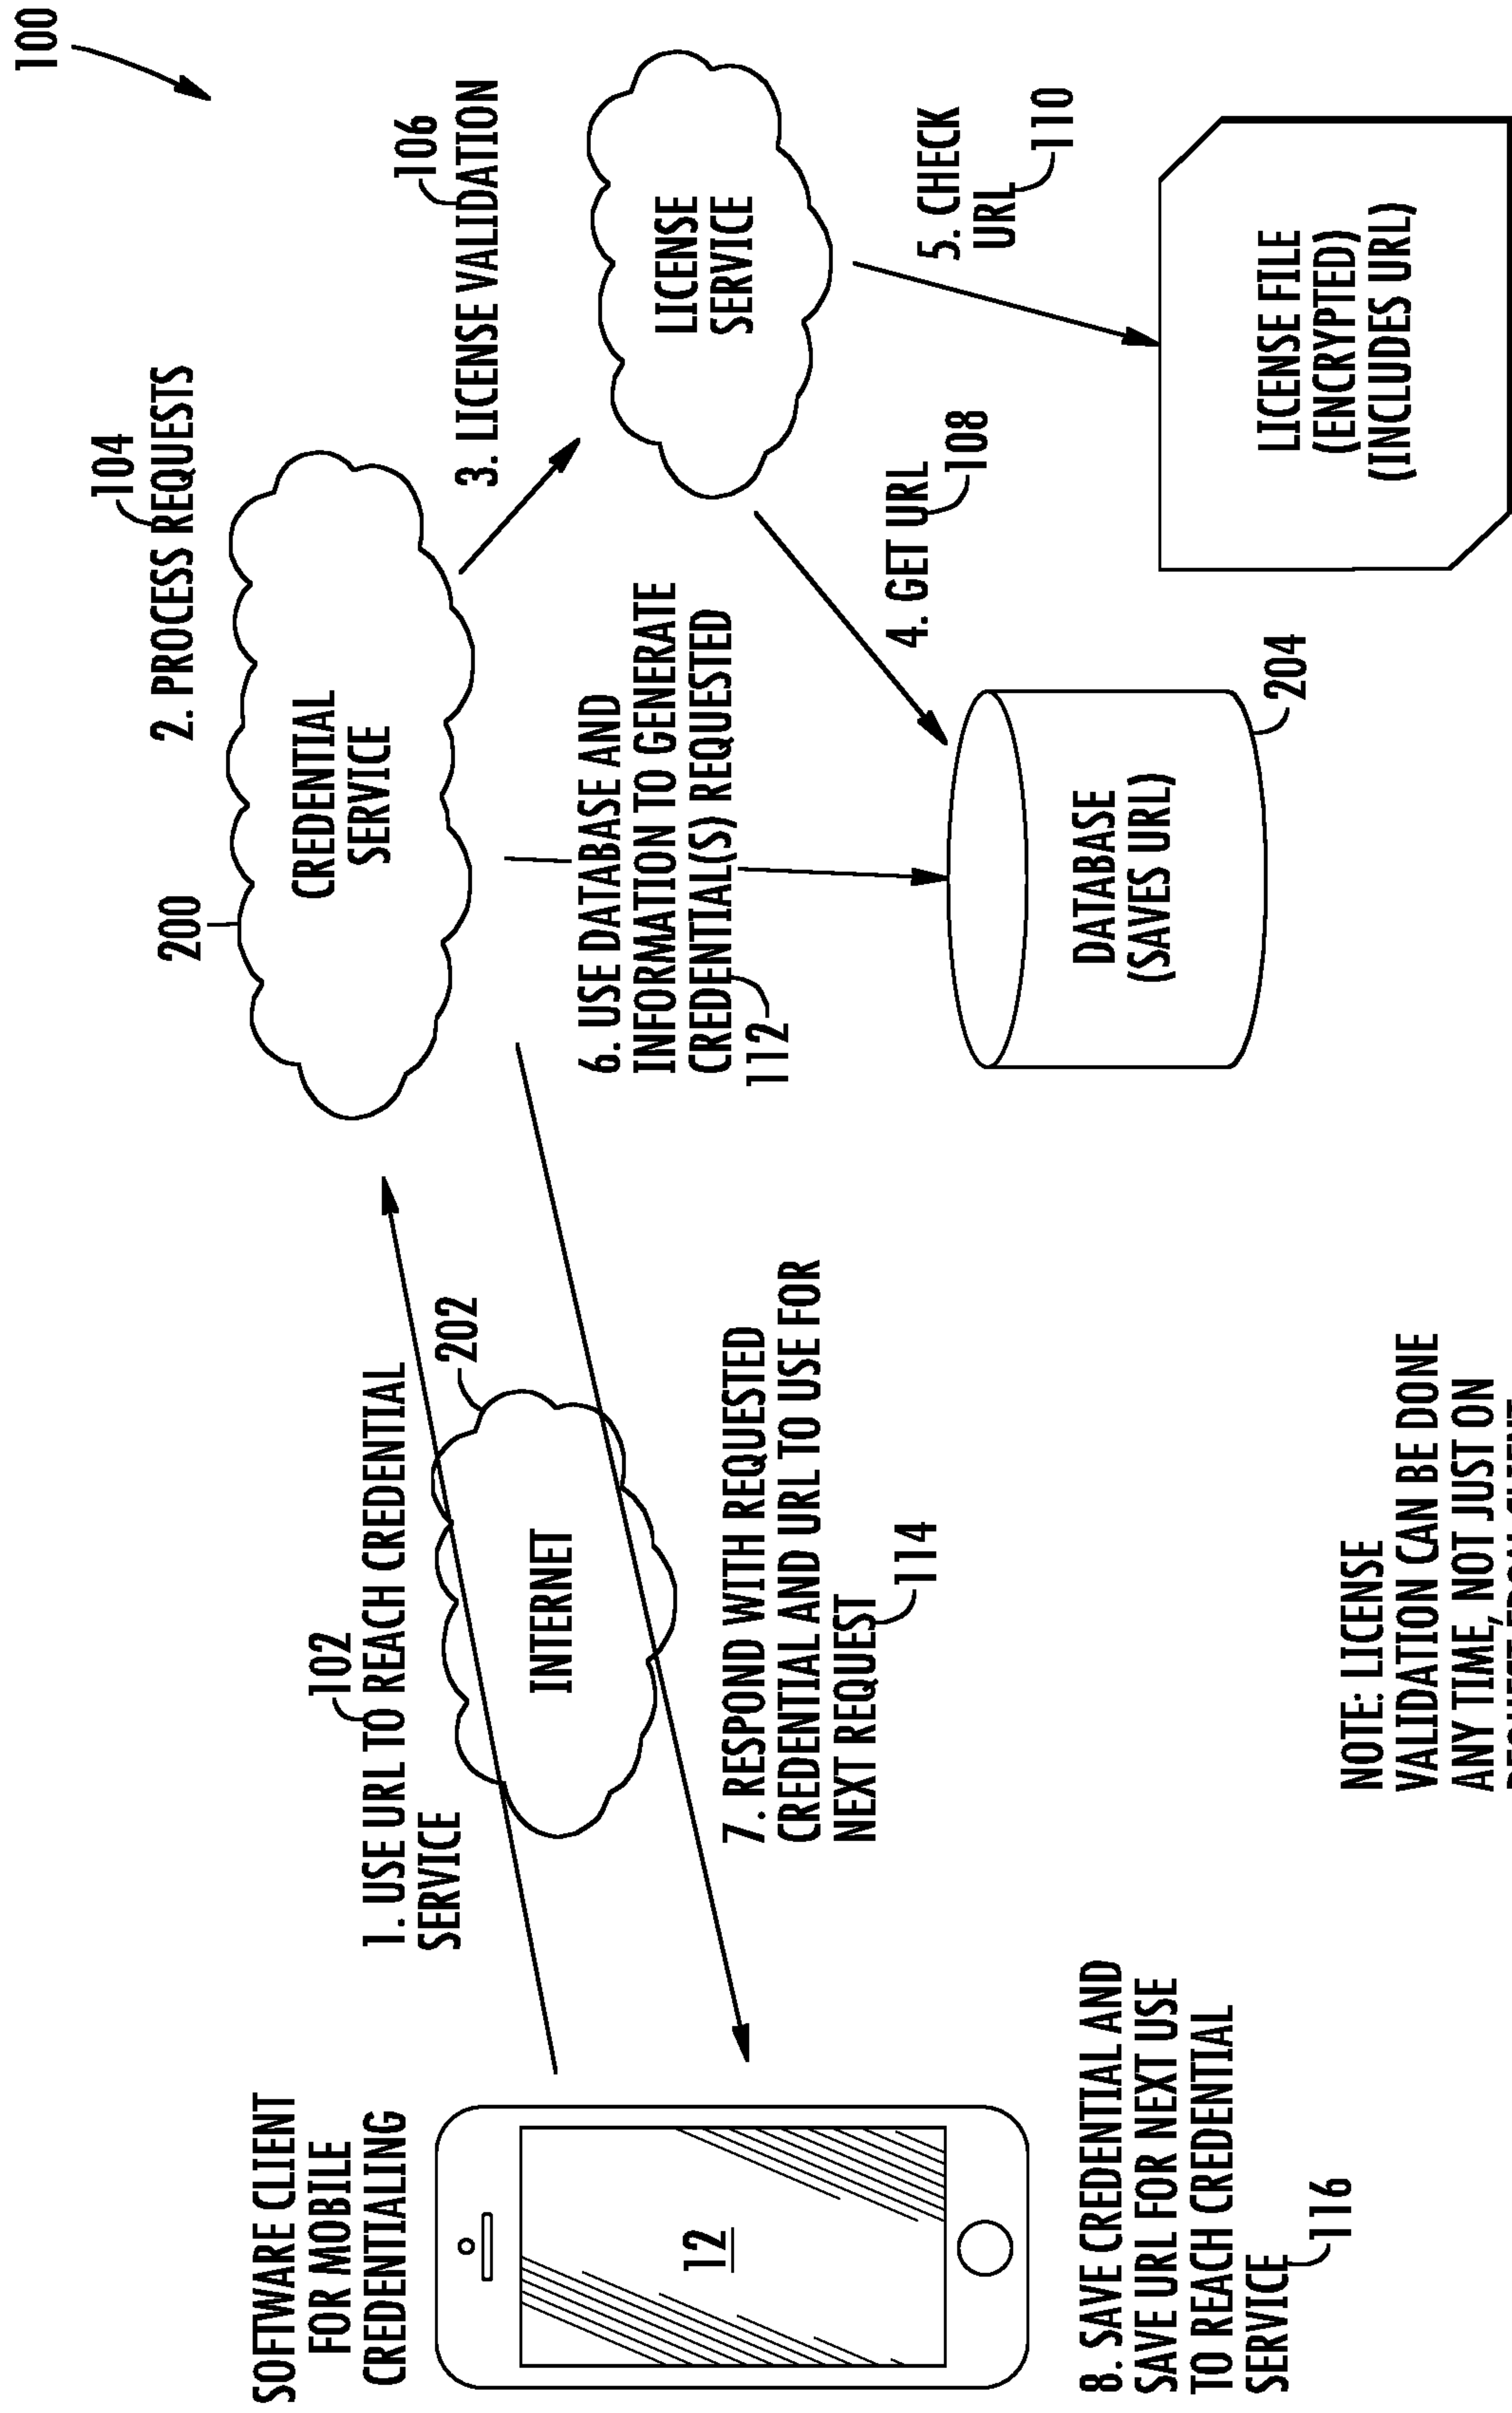 100
104
2. PROCESS REQUESTS
106
3. LICENSE VALIDATION
200
CREDENTIAL
SERVICE
LICENSE
SERVICE
SOFTWARE CLIENT
FOR MOBILE
CREDENTIALING
102
1. USE URL TO REACH CREDENTIAL
SERVICE
202
INTERNET
6. USE DATABASE AND
INFORMATION TO GENERATE
CREDENTIAL(S) REQUESTED
112
4. GET URL
108
5. CHECK
URL
110
12
7. RESPOND WITH REQUESTED
CREDENTIAL AND URL TO USE FOR
NEXT REQUEST
114
DATABASE
(SAVES URL)
204
LICENSE FILE
(ENCRYPTED)
(INCLUDES URL)
8. SAVE CREDENTIAL AND
SAVE URL FOR NEXT USE
TO REACH CREDENTIAL
SERVICE
116
NOTE: LICENSE
VALIDATION CAN BE DONE
ANY TIME, NOT JUST ON